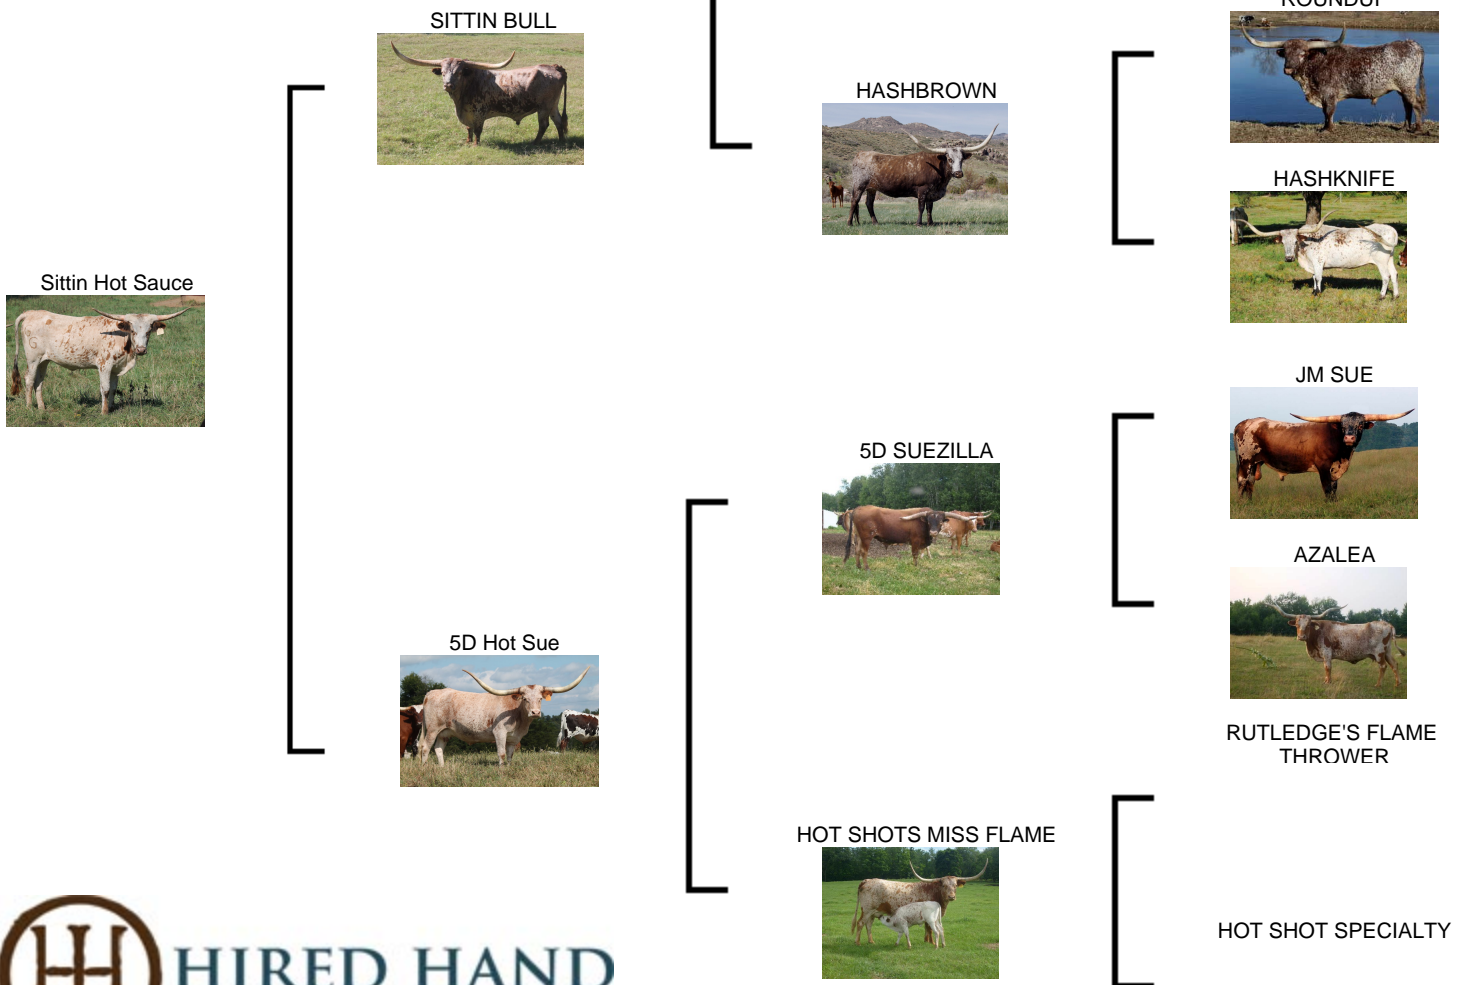 SITTIN BULL
HASHBROWN
HASHKNIFE
Sittin Hot Sauce
JM SUE
5D SUEZILLA
AZALEA
5D Hot Sue
RUTLEDGE'S FLAME
THROWER
HOT SHOTS MISS FLAME
HOT SHOT SPECIALTY
HIRED HAND